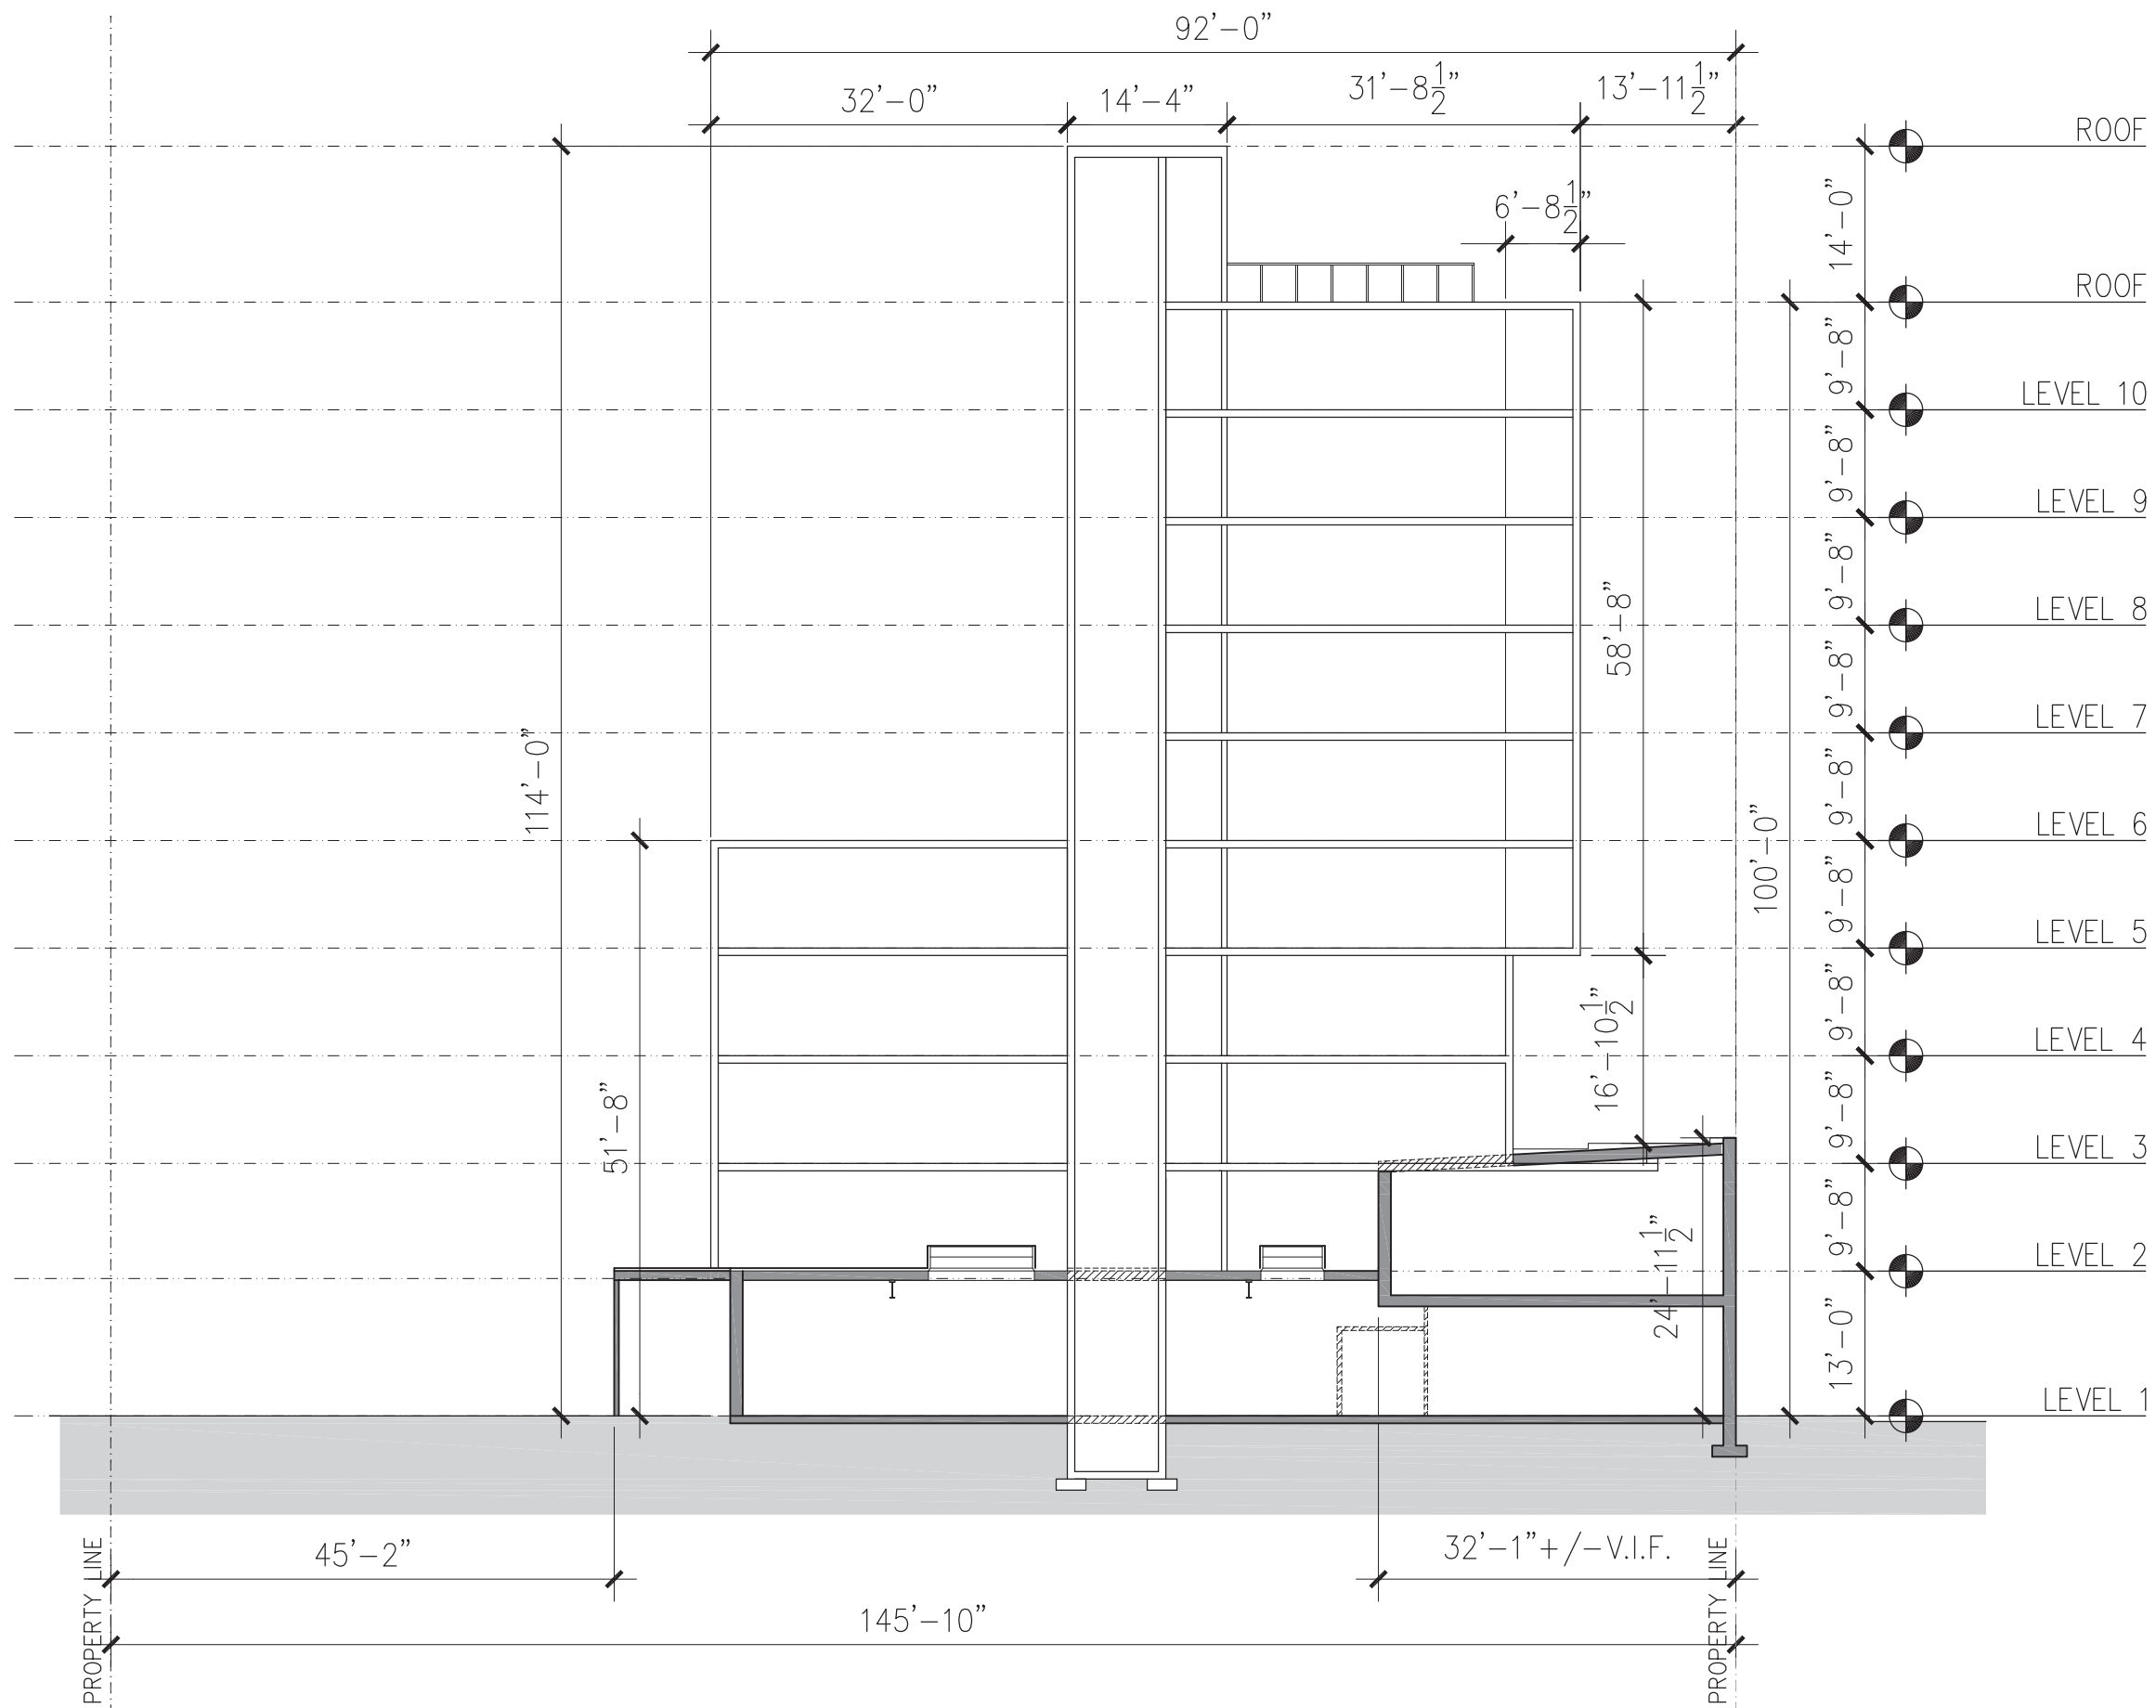 92’-0”
32’-0”
14’-4”
31’-8 1/2”
13’-11 1/2”
ROOF
14’-0”
6’-8 1/2”
ROOF
9’-8”
LEVEL 10
9’-8”
LEVEL 9
9’-8”
LEVEL 8
58’-8”
9’-8”
LEVEL 7
114’-0”
9’-8”
LEVEL 6
100’-0”
9’-8”
LEVEL 5
16’-10 1/2”
9’-8”
LEVEL 4
51’-8”
9’-8”
LEVEL 3
24’-11 1/2”
9’-8”
LEVEL 2
13’-0”
LEVEL 1
45’-2”
32’-1”+/-V.I.F.
145’-10”
PROPERTY LINE
PROPERTY LINE